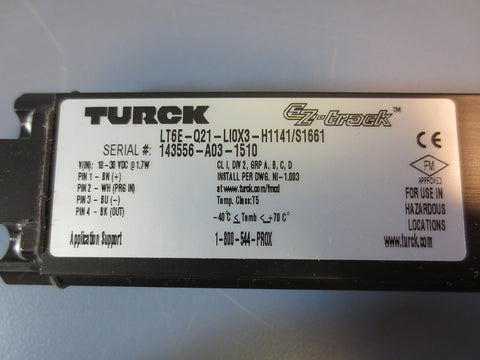 TURCK EZ-track™
LT6E-Q21-LI0X3-H1141/S1661
SERIAL #: 143556-A03-1510
V(IN): 10-30 VDC @1.7W CL I, DIV 2, GRP A, B, C, D
PIN 1 - BN (+) INSTALL PER DWG. NI-1.003
PIN 2 - WH (PRG IN) at www.turck.com/fmcd
PIN 3 - BU (-) Temp. Class:T5
PIN 4 - BK (OUT) -40°C ≤ Tamb ≤ +70 C°
Application Support 1-800-544-PROX
CE
FM
APPROVED
FOR USE IN
HAZARDOUS
LOCATIONS
www.turck.com